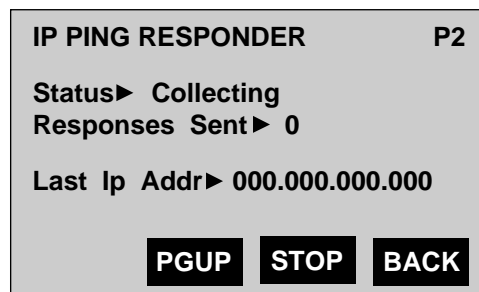 IP PING RESPONDER P2
Status► Collecting
Responses Sent► 0
Last Ip Addr► 000.000.000.000
PGUP STOP BACK